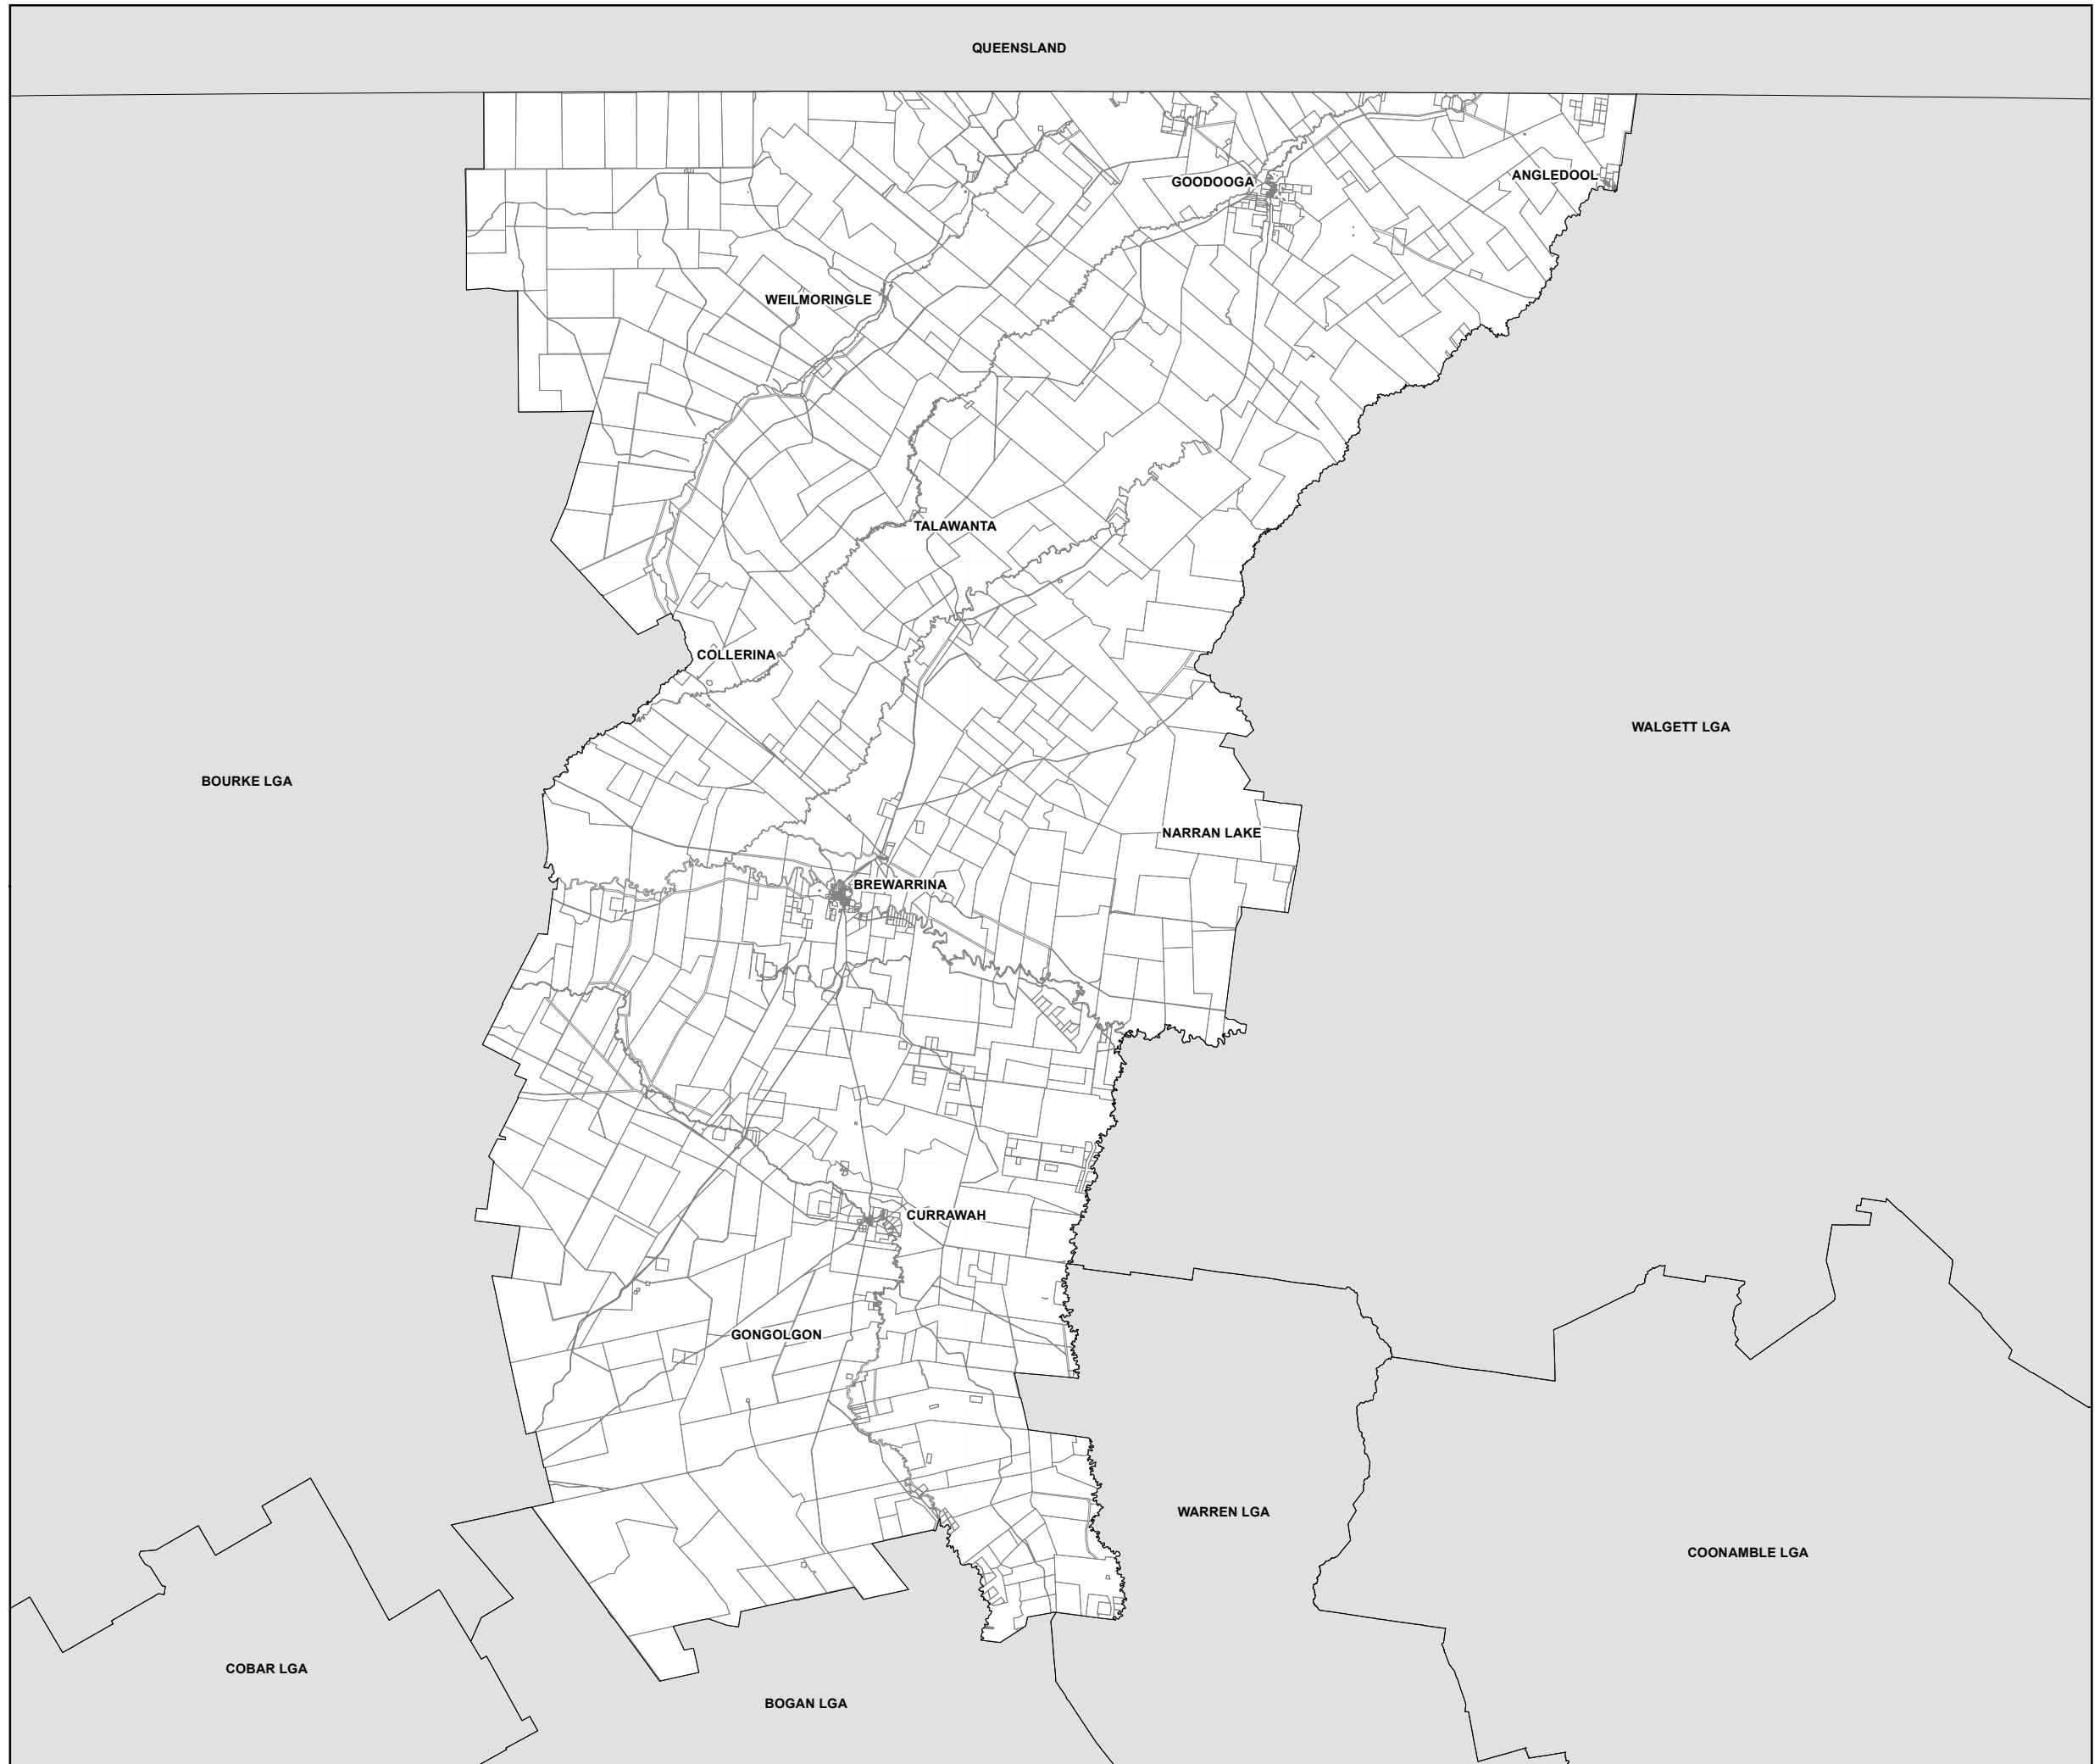 QUEENSLAND
GOODOOGA
ANGLEDOOL
WEILMORINGLE
TALAWANTA
COLLERINA
WALGETT LGA
BOURKE LGA
NARRAN LAKE
BREWARRINA
CURRAWAH
GONGOLGON
WARREN LGA
COONAMBLE LGA
COBAR LGA
BOGAN LGA